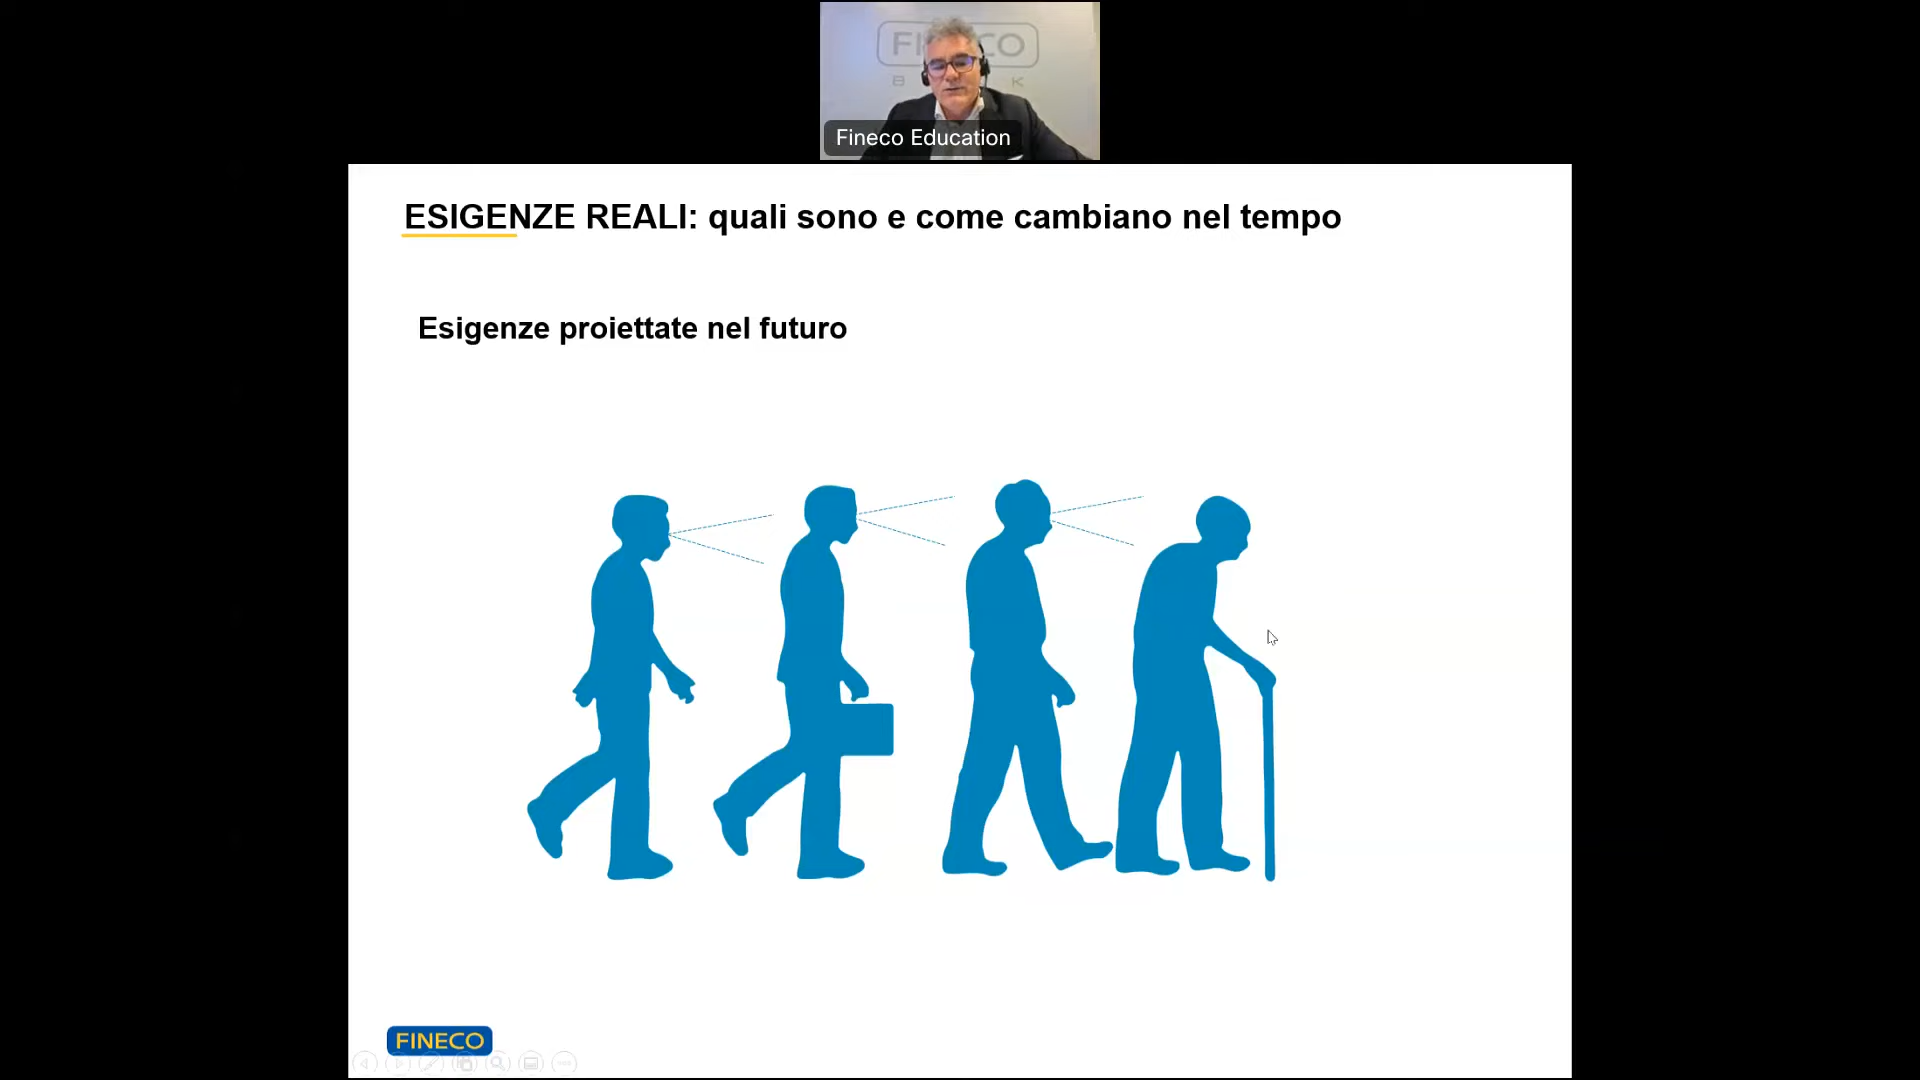 Fineco Education
ESIGENZE REALI: quali sono e come cambiano nel tempo
Esigenze proiettate nel futuro
FINECO